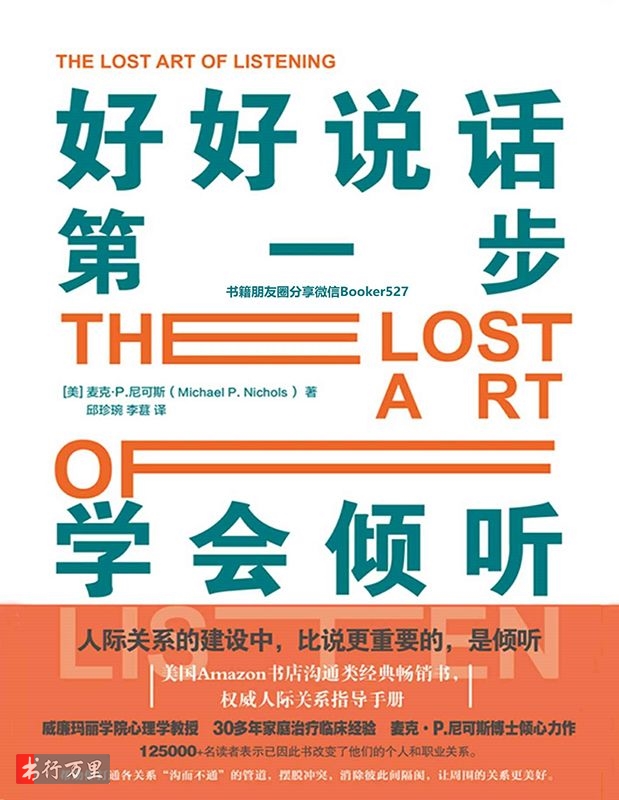 THE LOST ART OF LISTENING
好好说话
第一步
书籍朋友圈分享微信Booker527
THE LOST
[美]麦克·P.尼可斯（Michael P. Nichols）著
邱珍琬 李葚 译
ART
OF
学会倾听
LISTEN
人际关系的建设中，比说更重要的，是倾听
美国Amazon书店沟通类经典畅销书，
权威人际关系指导手册
威廉玛丽学院心理学教授 30多年家庭治疗临床经验 麦克·P.尼可斯博士倾心力作
125000+名读者表示已因此书改变了他们的个人和职业关系。
书行万里
通各关系“沟而不通”的管道，摆脱冲突，消除彼此间隔阂，让周围的关系更美好。